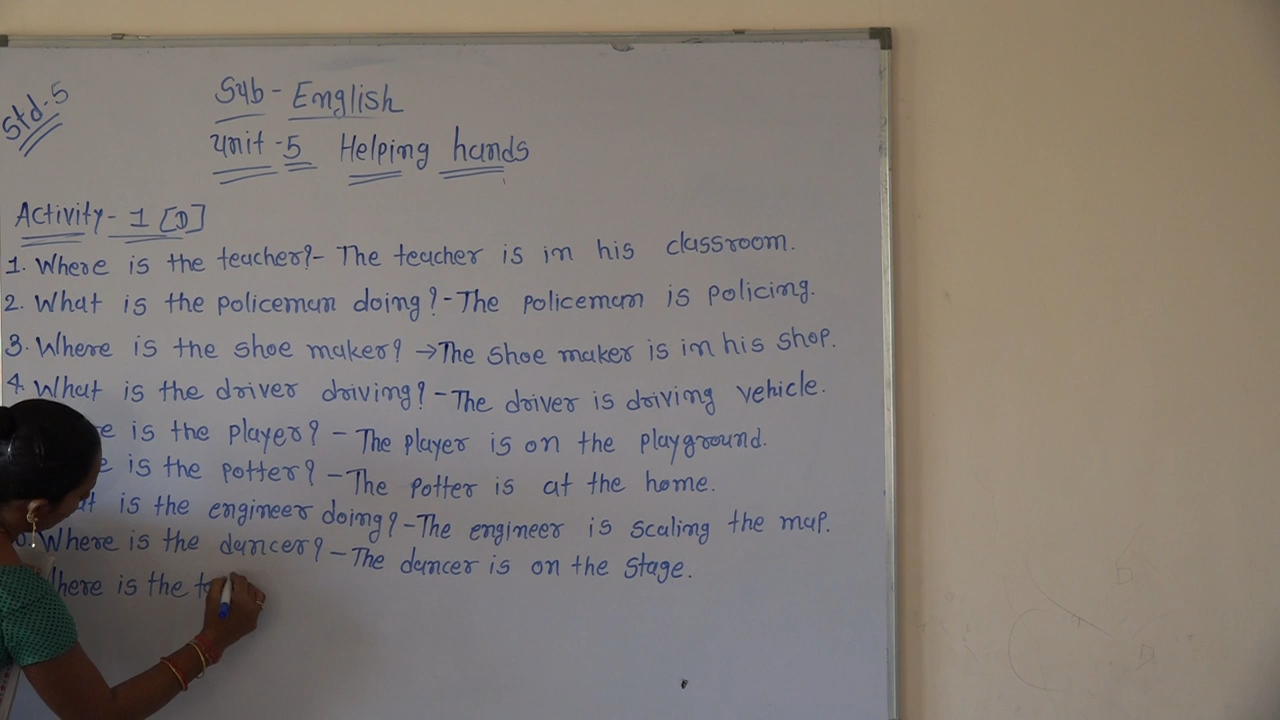 Std-5
Sub - English
Unit-5 Helping hands
Activity-1 [D]
1. Where is the teacher?- The teacher is in his classroom.
2. What is the policeman doing?-The policeman is policing.
3. Where is the shoe maker? →The shoe maker is in his shop.
4. What is the driver driving?-The driver is driving vehicle.
is the player? - The player is on the playground.
is the potter? -The potter is at the home.
is the engineer doing?-The engineer is scaling the map.
Where is the dancer? -The dancer is on the stage.
is the